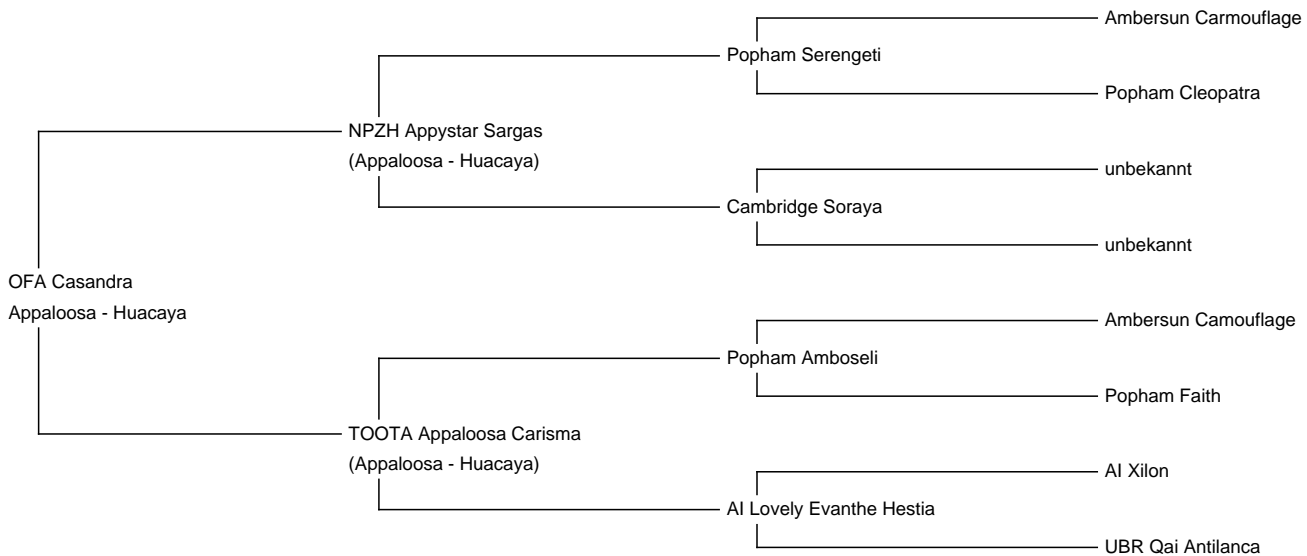 Ambersun Carmouflage
Popham Serengeti
Popham Cleopatra
NPZH Appystar Sargas
(Appaloosa - Huacaya)
unbekannt
Cambridge Soraya
unbekannt
OFA Casandra
Appaloosa - Huacaya
Ambersun Camouflage
Popham Amboseli
Popham Faith
TOOTA Appaloosa Carisma
(Appaloosa - Huacaya)
AI Xilon
AI Lovely Evanthe Hestia
UBR Qai Antilanca